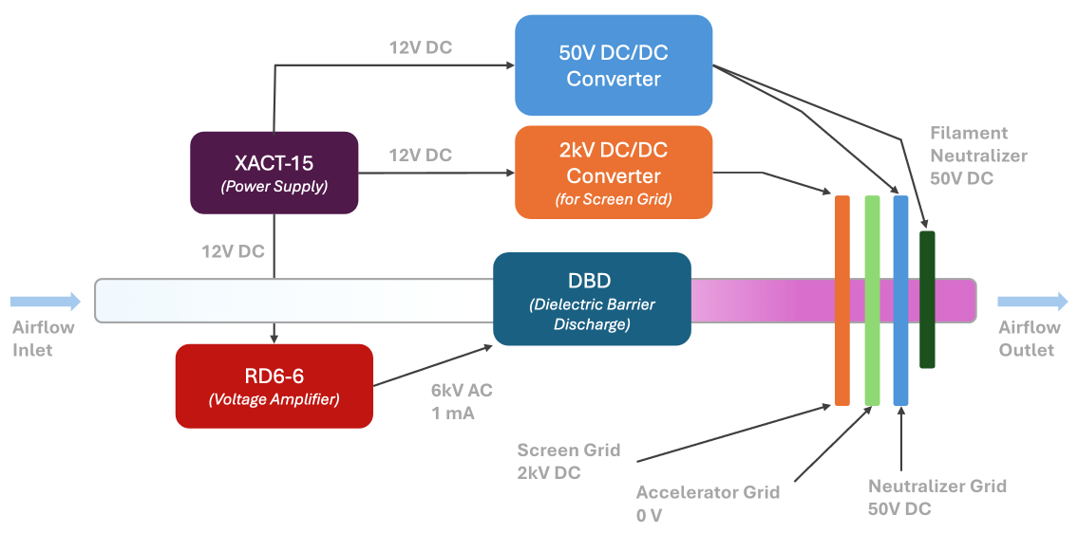 12V DC
50V DC/DC
Converter
XACT-15
(Power Supply)
12V DC
2kV DC/DC
Converter
(for Screen Grid)
Filament
Neutralizer
50V DC
12V DC
DBD
(Dielectric Barrier
Discharge)
Airflow
Inlet
Airflow
Outlet
RD6-6
(Voltage Amplifier)
6kV AC
1 mA
Screen Grid
2kV DC
Accelerator Grid
0 V
Neutralizer Grid
50V DC